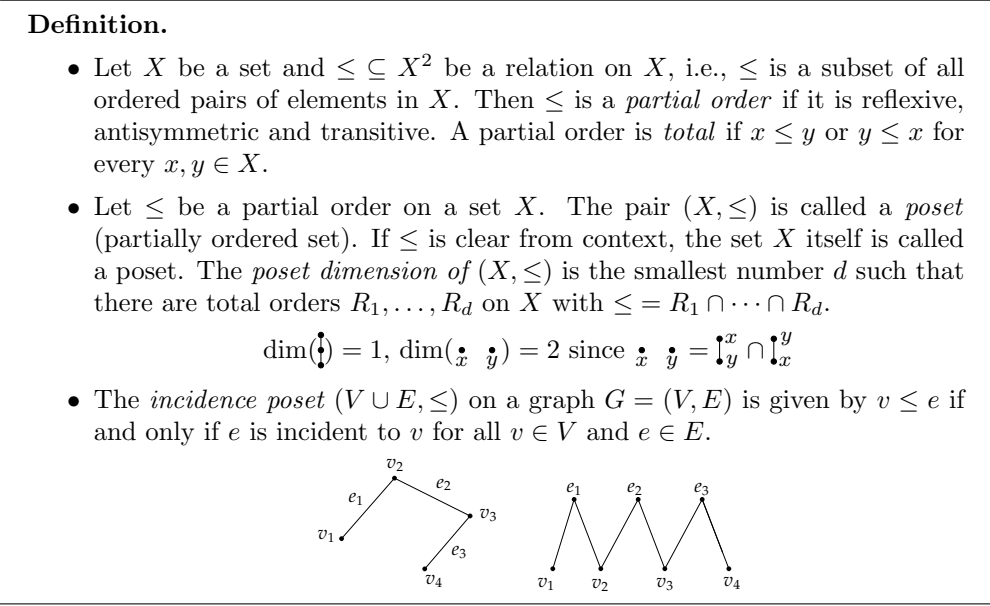 Definition.
• Let X be a set and ≤ ⊆ X² be a relation on X, i.e., ≤ is a subset of all
ordered pairs of elements in X. Then ≤ is a partial order if it is reflexive,
antisymmetric and transitive. A partial order is total if x ≤ y or y ≤ x for
every x, y ∈ X.
• Let ≤ be a partial order on a set X. The pair (X, ≤) is called a poset
(partially ordered set). If ≤ is clear from context, the set X itself is called
a poset. The poset dimension of (X, ≤) is the smallest number d such that
there are total orders R₁, . . . , R_d on X with ≤ = R₁ ∩ · · · ∩ R_d.
dim( ) = 1, dim( x y ) = 2 since x y = x y ∩ y x
• The incidence poset (V ∪ E, ≤) on a graph G = (V, E) is given by v ≤ e if
and only if e is incident to v for all v ∈ V and e ∈ E.
v₂
e₁ e₂
v₁ v₃
e₃
v₄
e₁ e₂ e₃
v₁ v₂ v₃ v₄